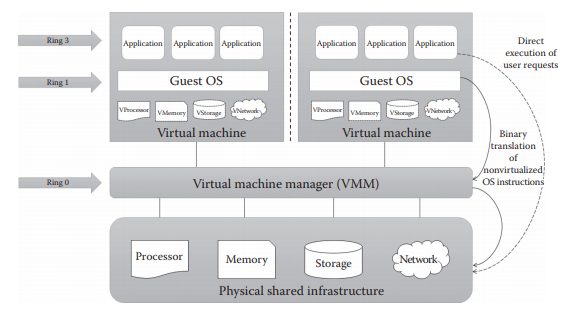 Ring 3
Application Application Application
Application Application Application
Direct
execution of
user requests
Ring 1
Guest OS
Guest OS
VProcessor VMemory VStorage VNetwork
VProcessor VMemory VStorage VNetwork
Virtual machine
Virtual machine
Binary
translation
of
nonvirtualized
OS instructions
Ring 0
Virtual machine manager (VMM)
Processor Memory Storage Network
Physical shared infrastructure